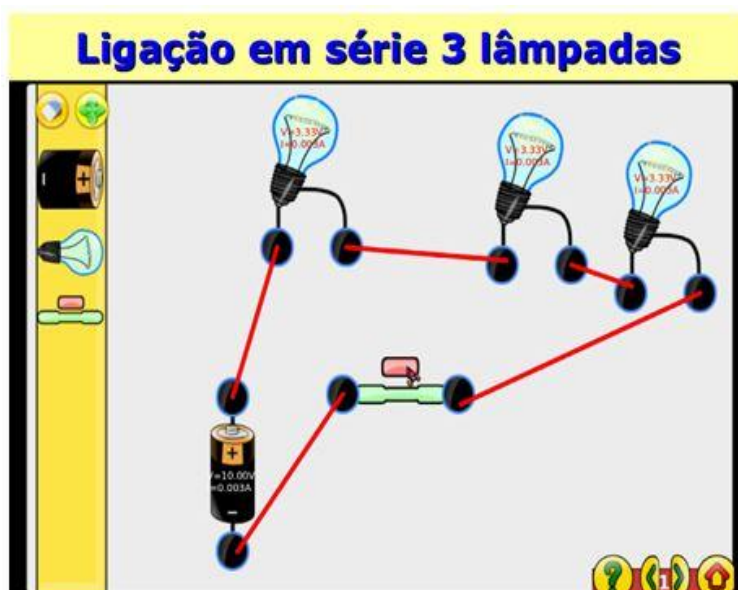 Ligação em série 3 lâmpadas
V=3.33V
I=0.003A
V=3.33V
I=0.003A
V=3.33V
I=0.003A
V=10.00V
=0.003A
+
-
+
-
?
1